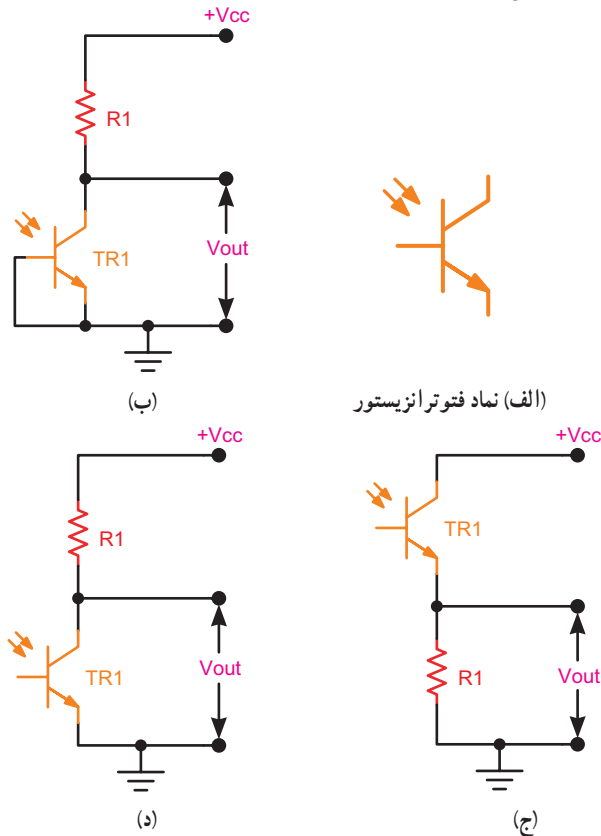 +Vcc
R1
TR1
Vout
(ب)
(الف) نماد فتوترانزیستور
+Vcc
R1
TR1
Vout
(د)
+Vcc
TR1
R1
Vout
(ج)